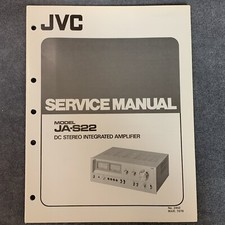 JVC
SERVICE MANUAL
MODEL
JA-S22
DC STEREO INTEGRATED AMPLIFIER